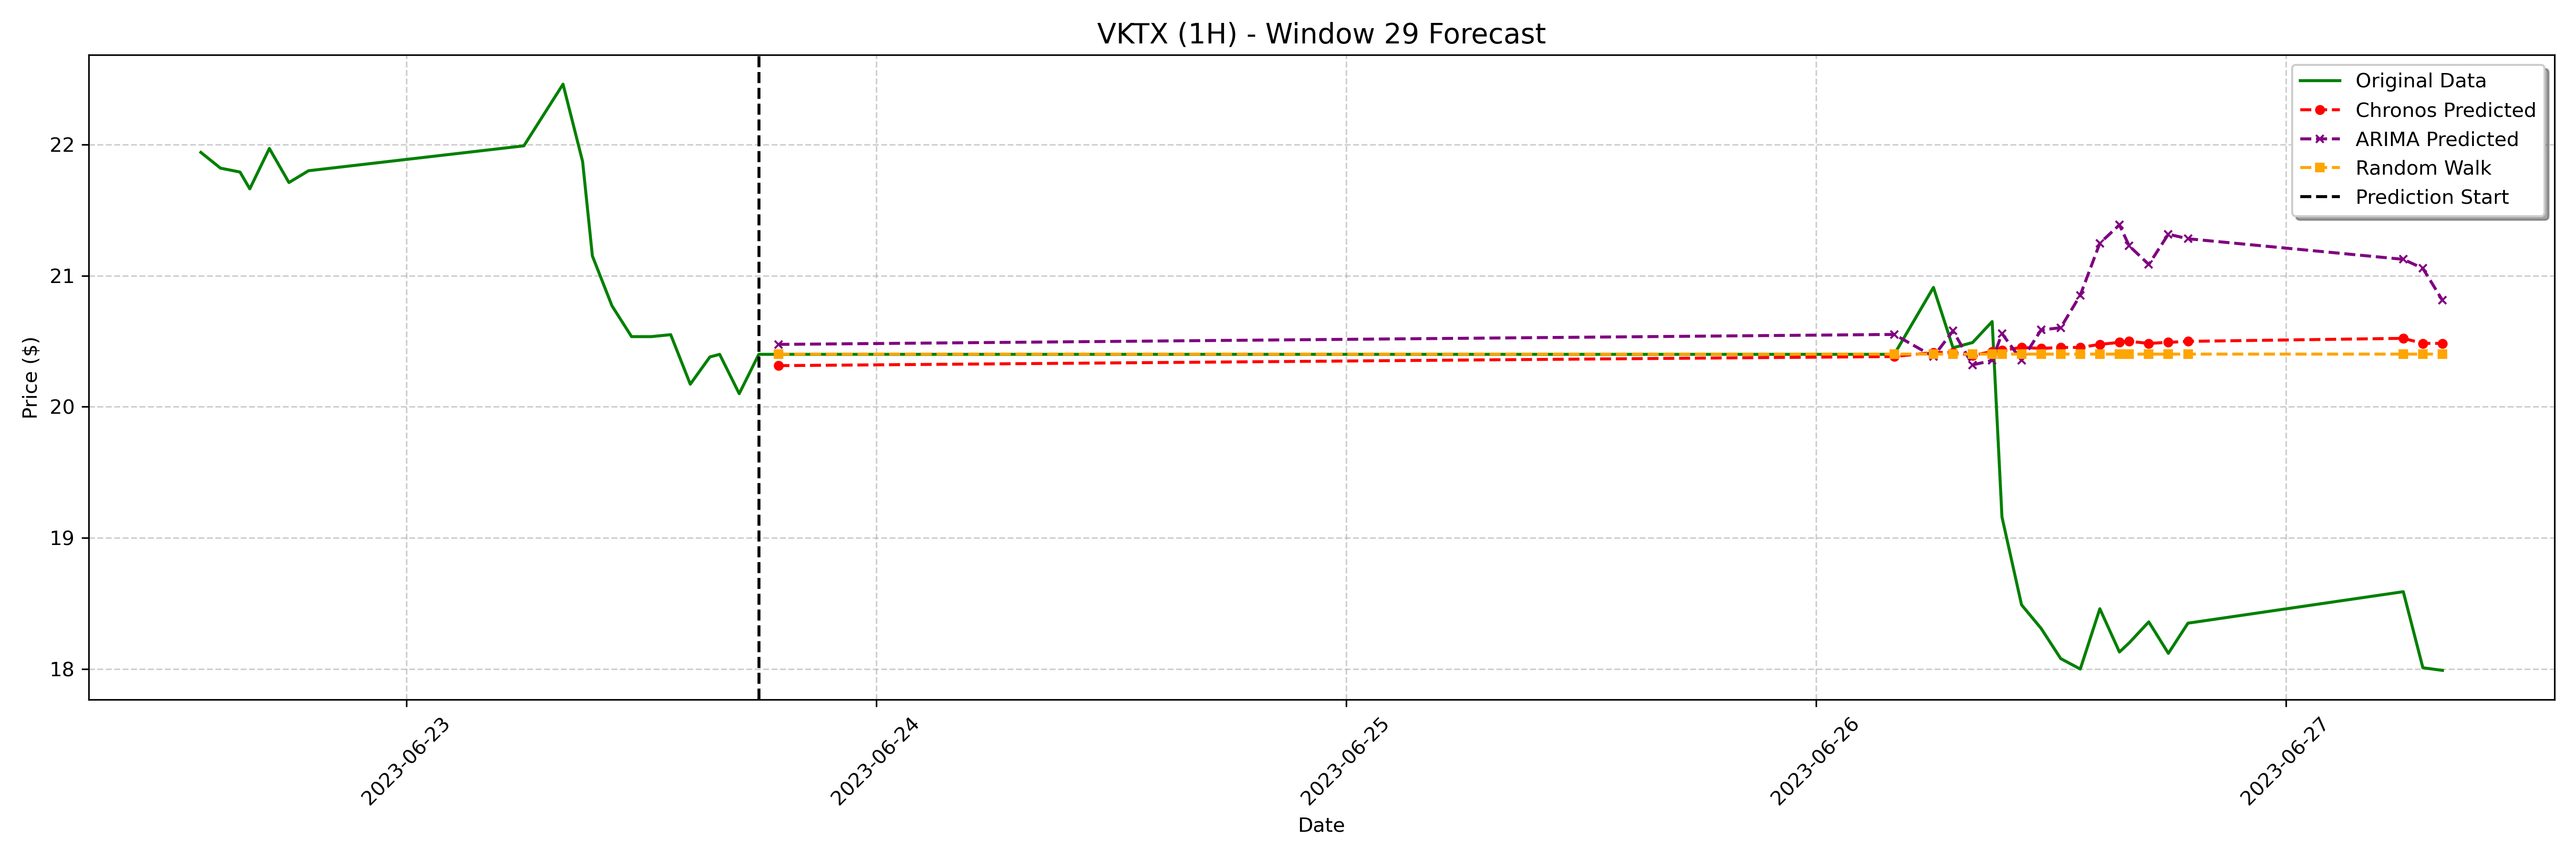 VKTX (1H) - Window 29 Forecast
Original Data
Chronos Predicted
ARIMA Predicted
Random Walk
Prediction Start
Price ($)
22
21
20
19
18
2023-06-23
2023-06-24
2023-06-25
2023-06-26
2023-06-27
Date